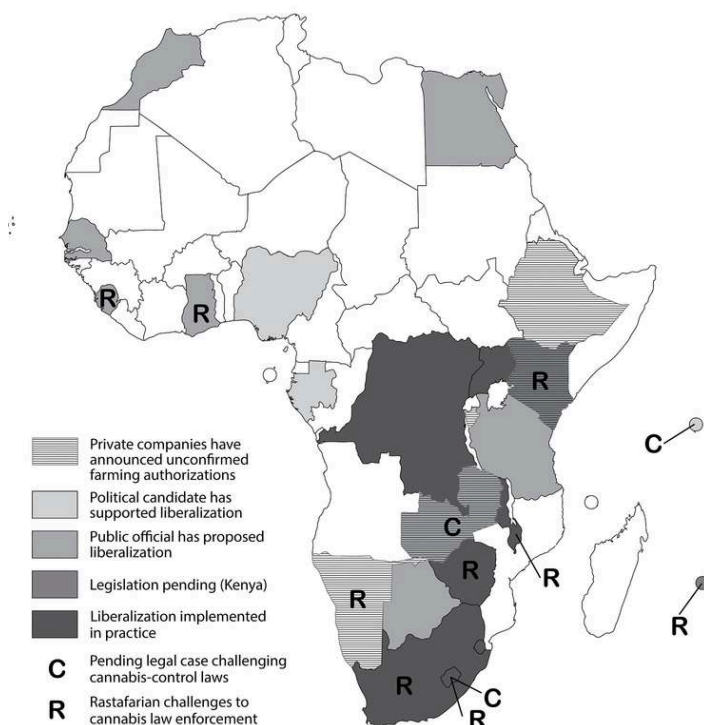 R
R
R
C
C
R
R
R
R
R
C
R
Private companies have
announced unconfirmed
farming authorizations
Political candidate has
supported liberalization
Public official has proposed
liberalization
Legislation pending (Kenya)
Liberalization implemented
in practice
C Pending legal case challenging
cannabis-control laws
R Rastafarian challenges to
cannabis law enforcement